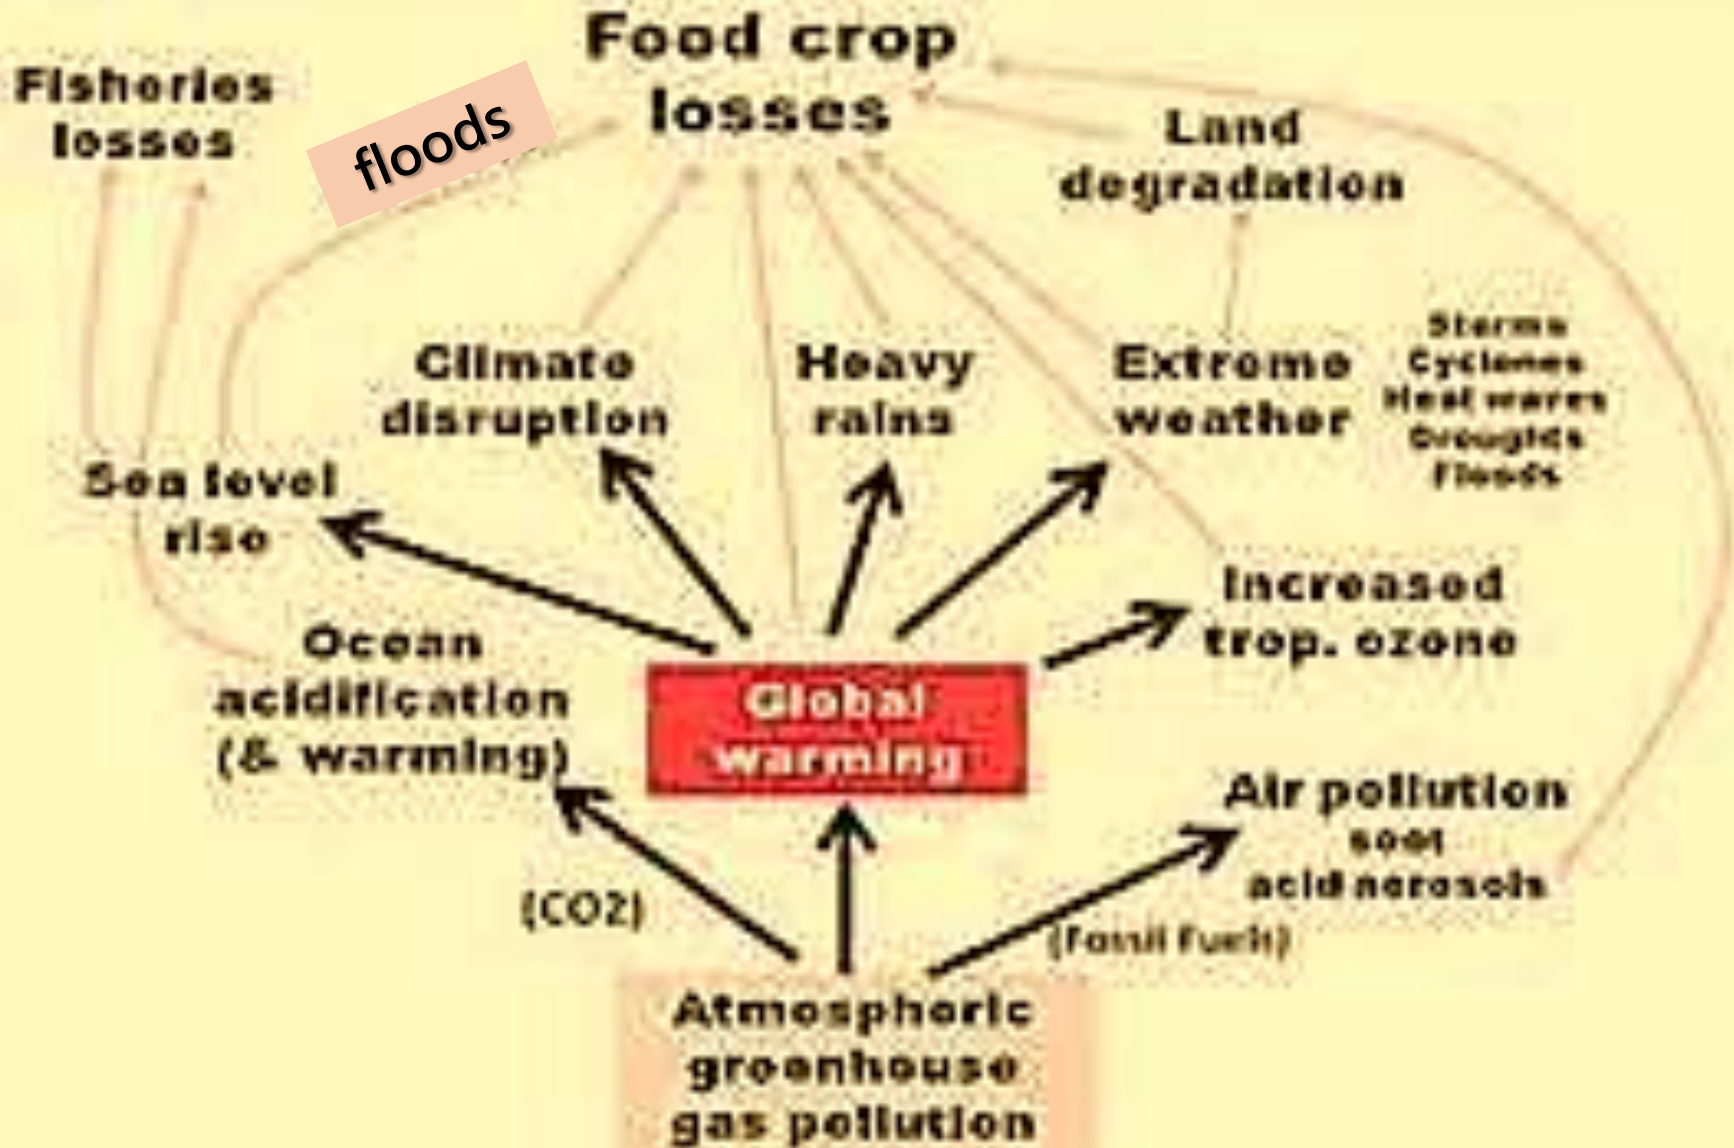 Food crop
losses
Fisheries
losses
floods
Land
degradation
Climate
disruption
Heavy
rains
Extreme
weather
Storms
Cyclones
Heat waves
Droughts
Floods
Sea level
rise
Increased
trop. ozone
Ocean
acidification
(& warming)
Global
warming
Air pollution
soot
acid aerosols
(CO2)
(Fossil Fuels)
Atmospheric
greenhouse
gas pollution